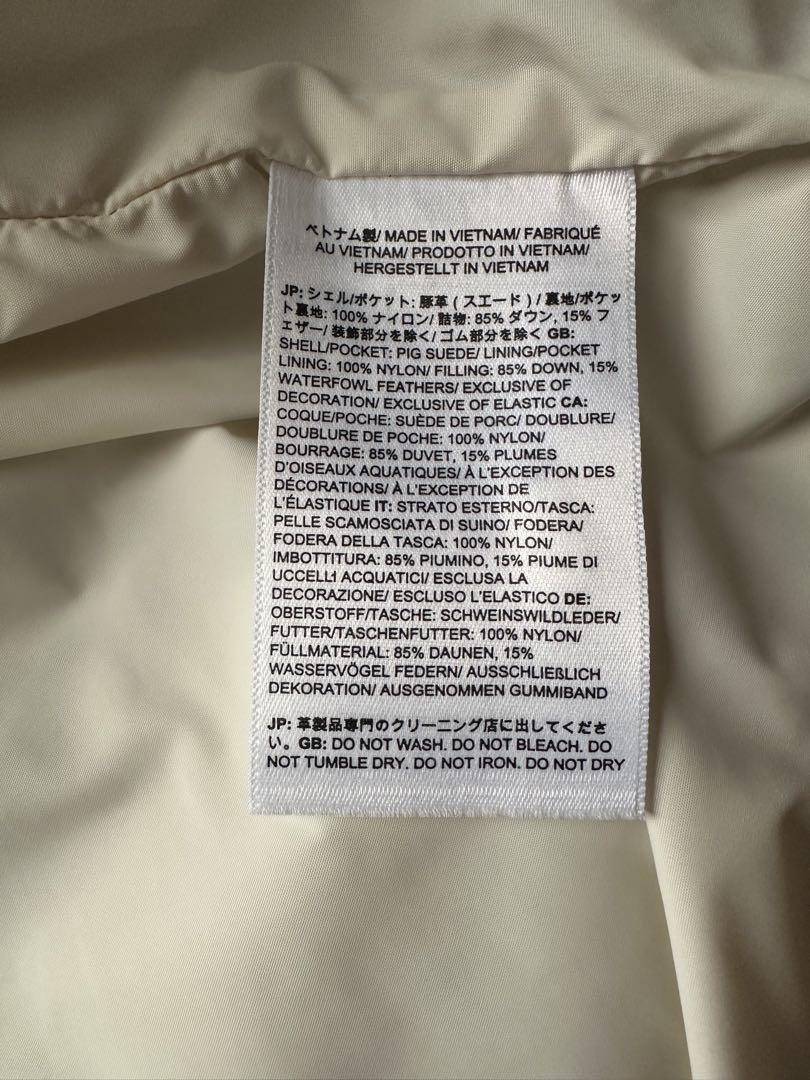 ベトナム製/ MADE IN VIETNAM/ FABRIQUÉ
AU VIETNAM/ PRODOTTO IN VIETNAM/
HERGESTELLT IN VIETNAM
JP: シェル/ポケット: 豚革 ( スエード ) / 裏地/ポケッ
ト裏地: 100% ナイロン/ 詰物: 85% ダウン, 15% フ
ェザー/ 装飾部分を除く/ ゴム部分を除く GB:
SHELL/POCKET: PIG SUEDE/ LINING/POCKET
LINING: 100% NYLON/ FILLING: 85% DOWN, 15%
WATERFOWL FEATHERS/ EXCLUSIVE OF
DECORATION/ EXCLUSIVE OF ELASTIC CA:
COQUE/POCHE: SUÈDE DE PORC/ DOUBLURE/
DOUBLURE DE POCHE: 100% NYLON/
BOURRAGE: 85% DUVET, 15% PLUMES
D'OISEAUX AQUATIQUES/ À L'EXCEPTION DES
DÉCORATIONS/ À L'EXCEPTION DE
L'ÉLASTIQUE IT: STRATO ESTERNO/TASCA:
PELLE SCAMOSCIATA DI SUINO/ FODERA/
FODERA DELLA TASCA: 100% NYLON/
IMBOTTITURA: 85% PIUMINO, 15% PIUME DI
UCCELLI ACQUATICI/ ESCLUSA LA
DECORAZIONE/ ESCLUSO L'ELASTICO DE:
OBERSTOFF/TASCHE: SCHWEINSWILDLEDER/
FUTTER/TASCHENFUTTER: 100% NYLON/
FÜLLMATERIAL: 85% DAUNEN, 15%
WASSERVÖGEL FEDERN/ AUSSCHLIEßLICH
DEKORATION/ AUSGENOMMEN GUMMIBAND
JP: 革製品専門のクリーニング店に出してくださ
い。GB: DO NOT WASH. DO NOT BLEACH. DO
NOT TUMBLE DRY. DO NOT IRON. DO NOT DRY